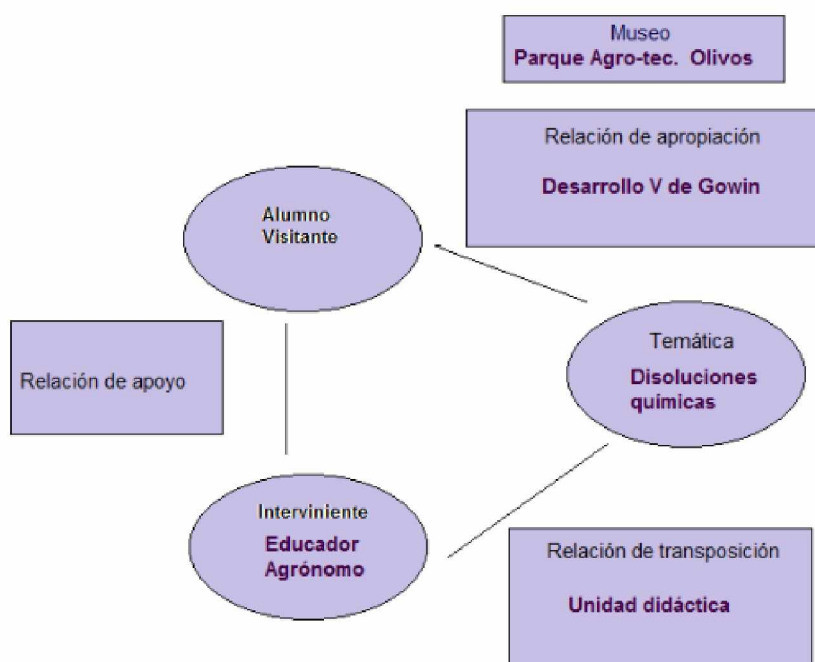 Museo
Parque Agro-tec. Olivos
Relación de apropiación
Desarrollo V de Gowin
Alumno
Visitante
Temática
Disoluciones
químicas
Relación de apoyo
Interviniente
Educador
Agrónomo
Relación de transposición
Unidad didáctica